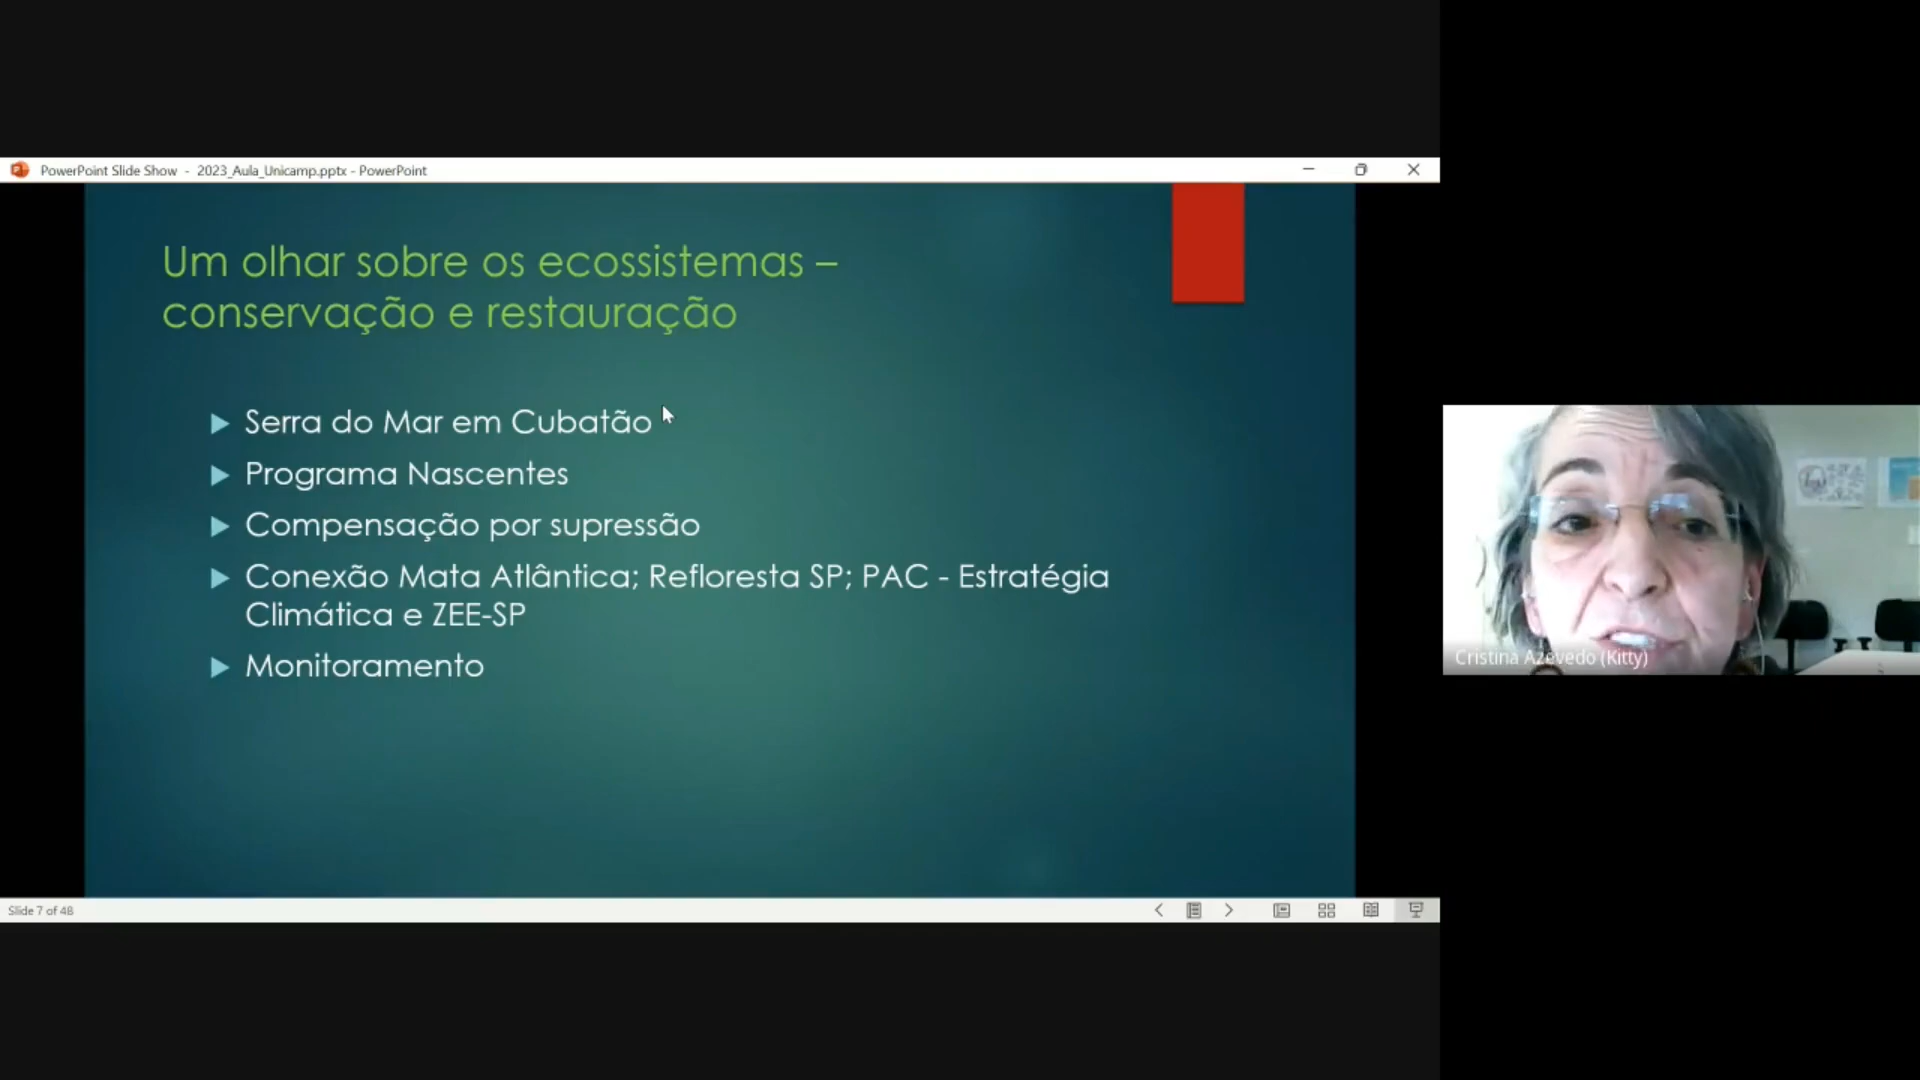 PowerPoint Slide Show - 2023_Aula_Unicamp.pptx - PowerPoint
Um olhar sobre os ecossistemas –
conservação e restauração
Serra do Mar em Cubatão
Programa Nascentes
Compensação por supressão
Conexão Mata Atlântica; Refloresta SP; PAC - Estratégia
Climática e ZEE-SP
Monitoramento
Cristina Azevedo (Kitty)
Slide 7 of 48